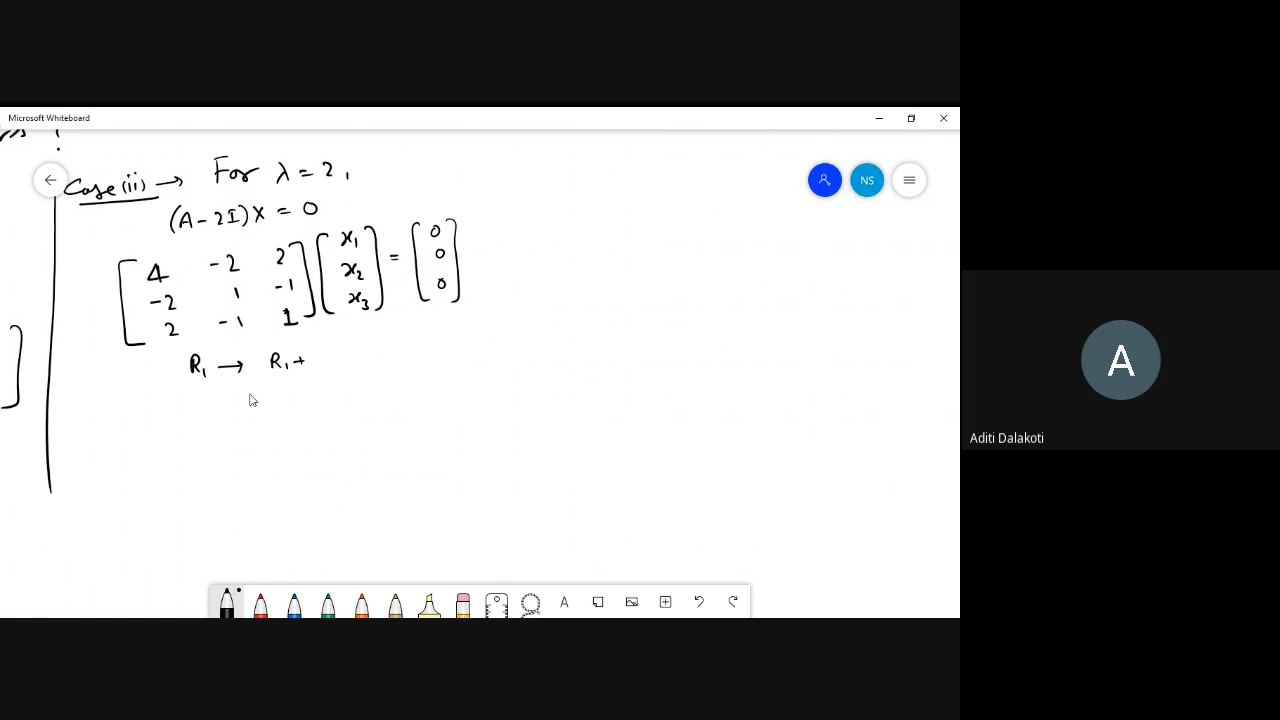 Microsoft Whiteboard
Case (ii) → For λ = 2,
(A - 2I)X = 0
[4 -2 2; -2 1 -1; 2 -1 1] [x₁; x₂; x₃] = [0; 0; 0]
R₁ → R₁ +
NS
A
Aditi Dalakoti
A